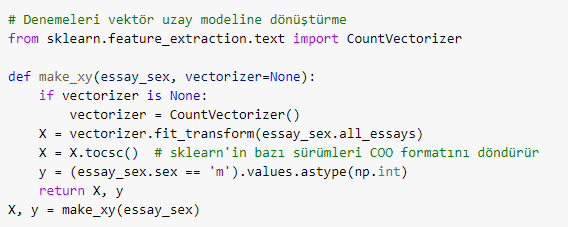 # Denemeleri vektör uzay modeline dönüştürme
from sklearn.feature_extraction.text import CountVectorizer

def make_xy(essay_sex, vectorizer=None):
    if vectorizer is None:
        vectorizer = CountVectorizer()
    X = vectorizer.fit_transform(essay_sex.all_essays)
    X = X.tocsc()  # sklearn'in bazı sürümleri COO formatını döndürür
    y = (essay_sex.sex == 'm').values.astype(np.int)
    return X, y
X, y = make_xy(essay_sex)